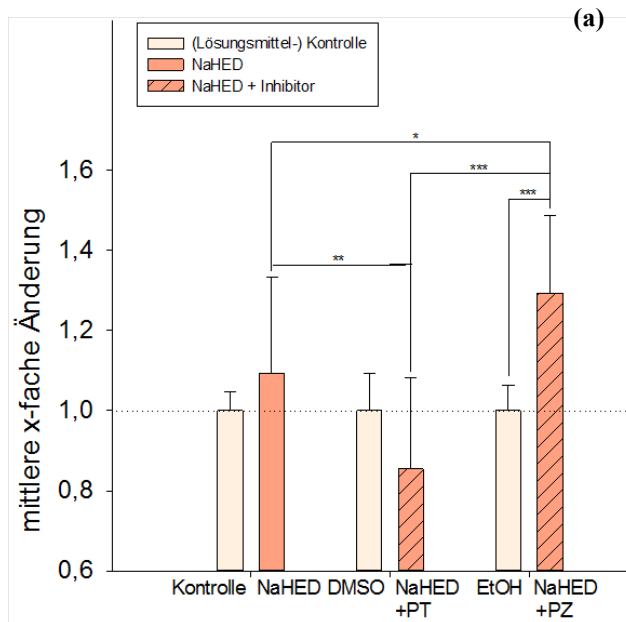 (a)
(Lösungsmittel-) Kontrolle
NaHED
NaHED + Inhibitor
*
***
***
**
mittlere x-fache Änderung
1,6
1,4
1,2
1,0
0,8
0,6
Kontrolle NaHED DMSO NaHED EtOH NaHED
+PT +PZ